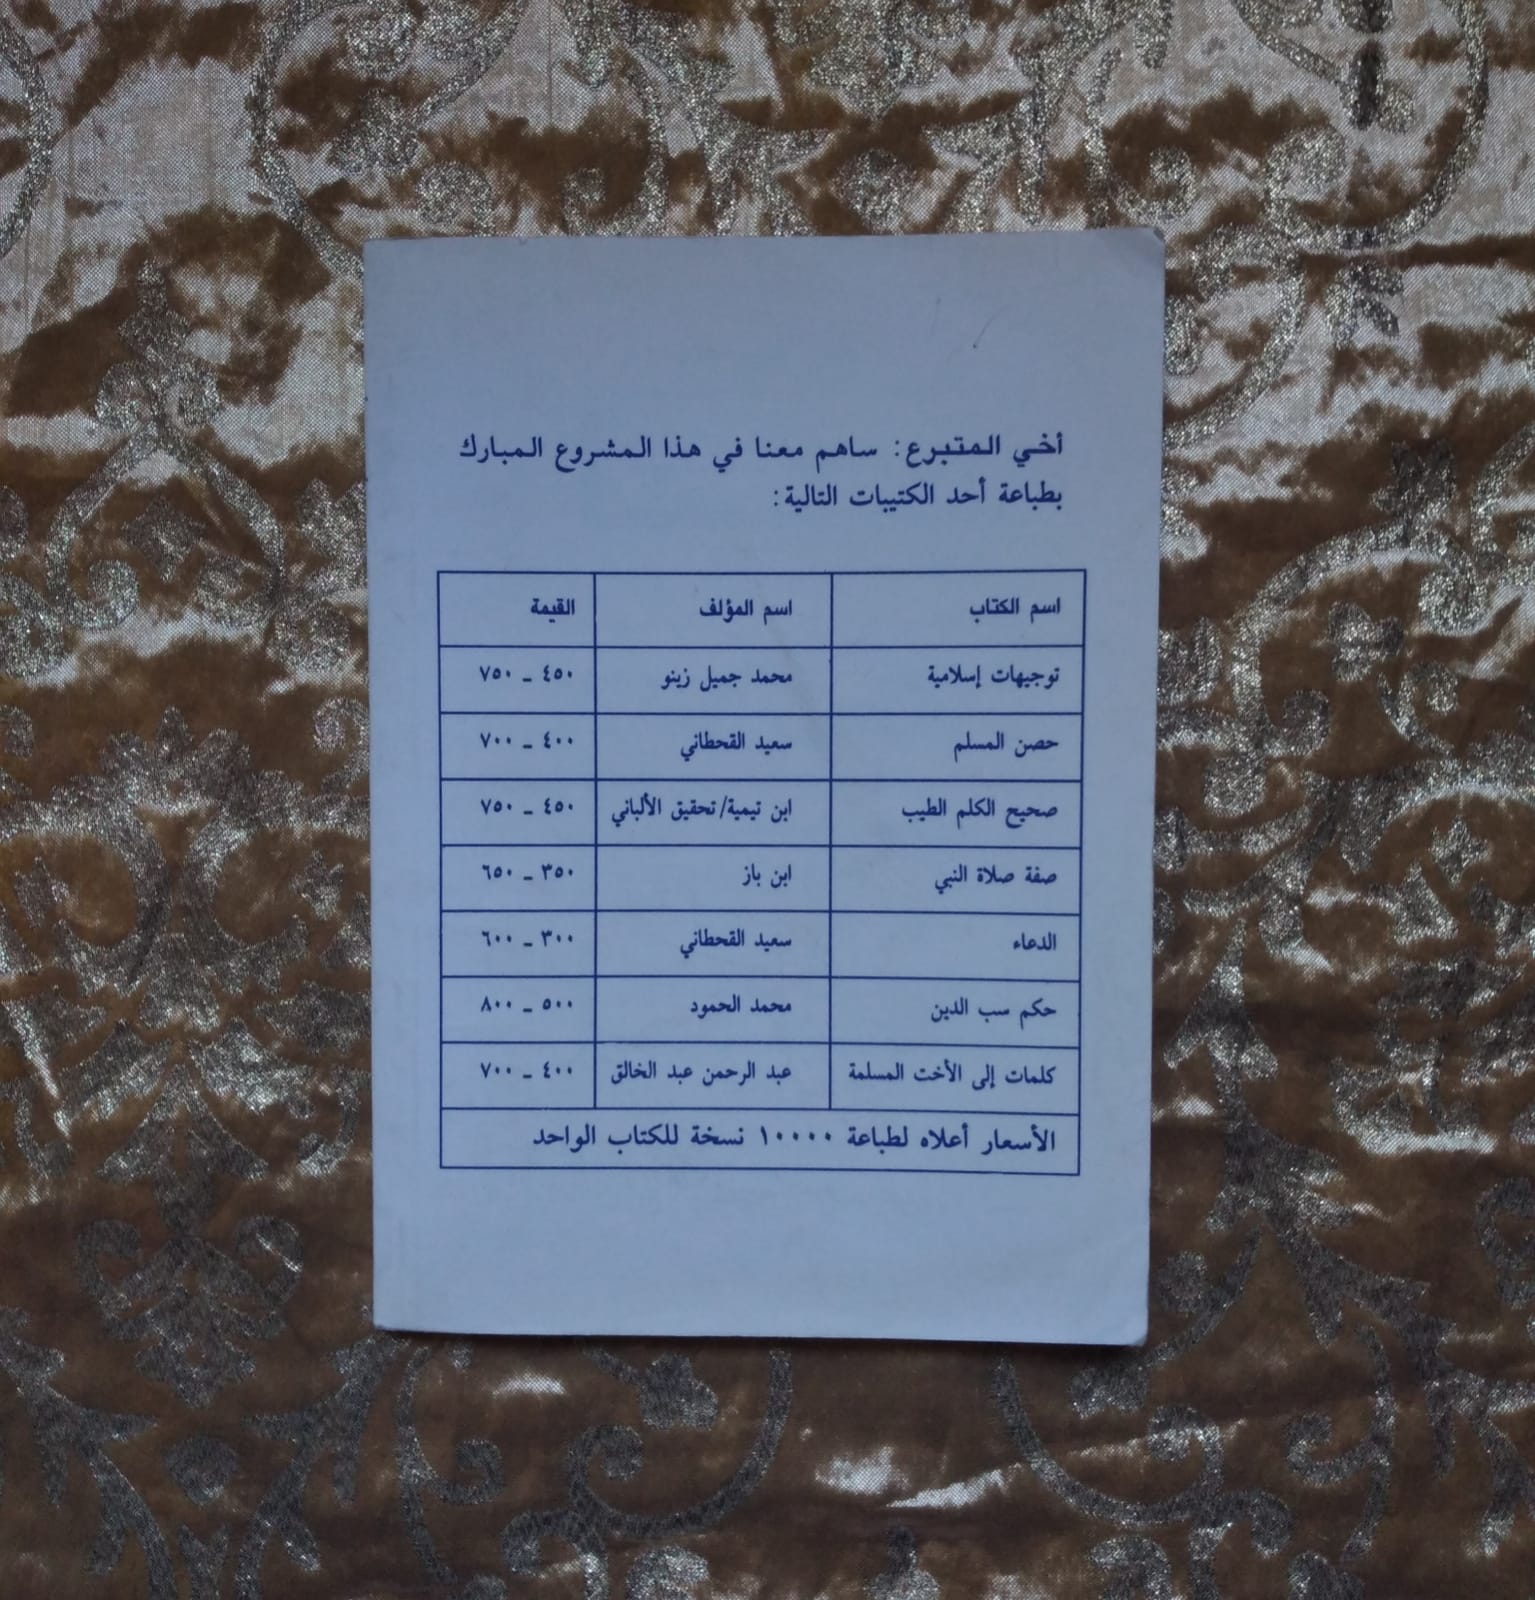 أخي المتبرع: ساهم معنا في هذا المشروع المبارك
بطباعة أحد الكتيبات التالية:
اسم الكتاب اسم المؤلف القيمة
توجيهات إسلامية محمد جميل زينو ٤٥٠ - ٧٥٠
حصن المسلم سعيد القحطاني ٤٠٠ - ٧٠٠
صحيح الكلم الطيب ابن تيمية/تحقيق الألباني ٤٥٠ - ٧٥٠
صفة صلاة النبي ابن باز ٣٥٠ - ٦٥٠
الدعاء سعيد القحطاني ٣٠٠ - ٦٠٠
حكم سب الدين محمد الحمود ٥٠٠ - ٨٠٠
كلمات إلى الأخت المسلمة عبد الرحمن عبد الخالق ٤٠٠ - ٧٠٠
الأسعار أعلاه لطباعة ١٠٠٠٠ نسخة للكتاب الواحد